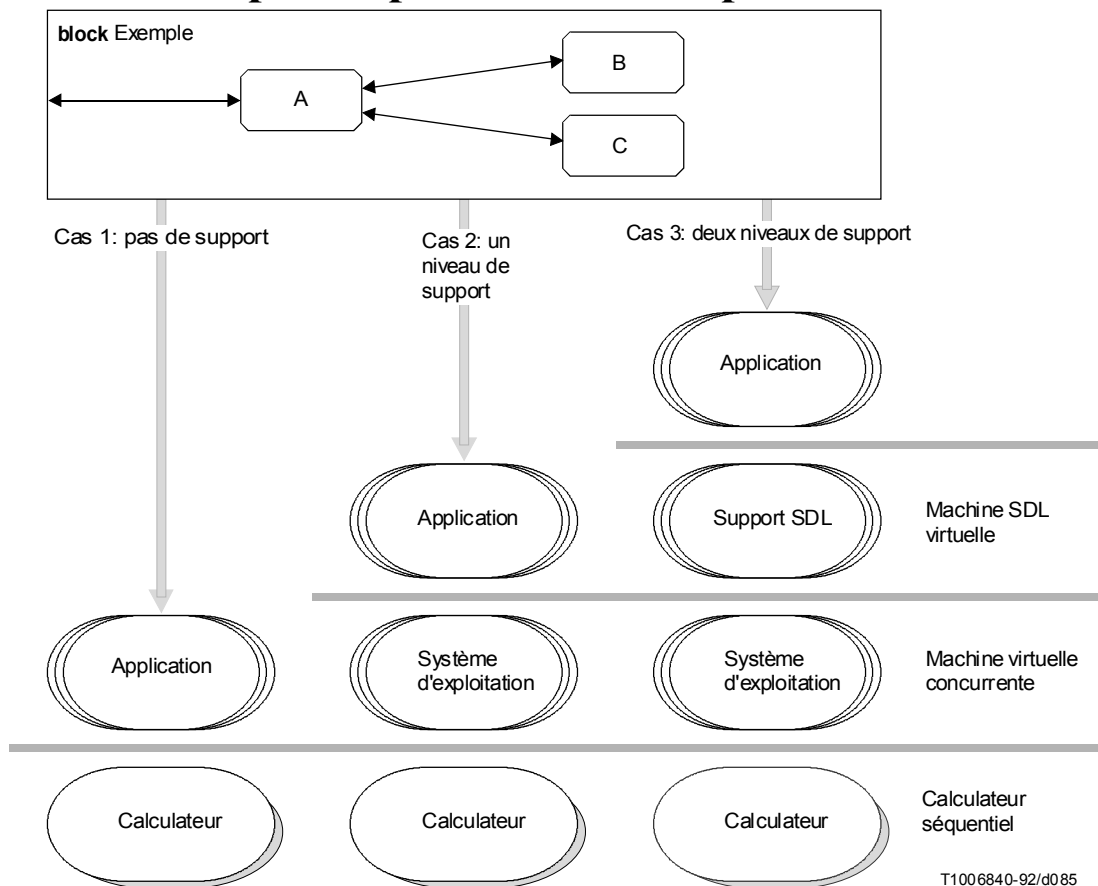 block Exemple
B
A
C
Cas 1: pas de support
Cas 2: un
niveau de
support
Cas 3: deux niveaux de support
Application
Application
Support SDL
Machine SDL
virtuelle
Application
Système
d'exploitation
Système
d'exploitation
Machine virtuelle
concurrente
Calculateur
Calculateur
Calculateur
Calculateur
séquentiel
T1006840-92/d085